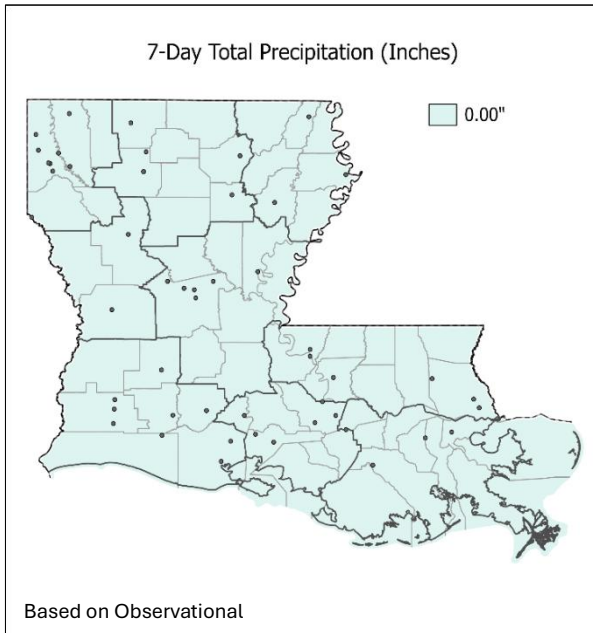 7-Day Total Precipitation (Inches)
0.00"
Based on Observational